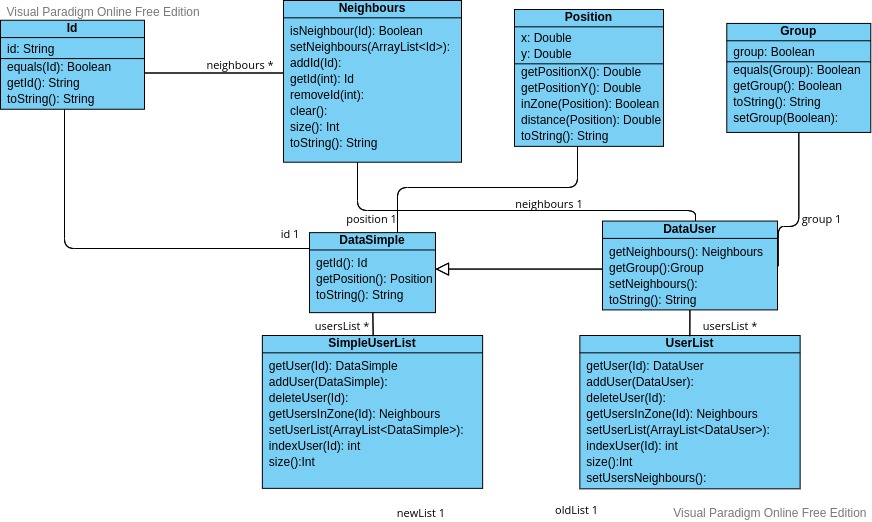 Visual Paradigm Online Free Edition
Id
id: String
equals(Id): Boolean
getId(): String
toString(): String
neighbours *
Neighbours
isNeighbour(Id): Boolean
setNeighbours(ArrayList<Id>):
addId(Id):
getId(int): Id
removeId(int):
clear():
size(): Int
toString(): String
Position
x: Double
y: Double
getPositionX(): Double
getPositionY(): Double
inZone(Position): Boolean
distance(Position): Double
toString(): String
Group
group: Boolean
equals(Group): Boolean
getGroup(): Boolean
toString(): String
setGroup(Boolean):
neighbours 1
position 1
group 1
id 1
DataSimple
getId(): Id
getPosition(): Position
toString(): String
DataUser
getNeighbours(): Neighbours
getGroup():Group
setNeighbours():
toString(): String
usersList *
usersList *
SimpleUserList
getUser(Id): DataSimple
addUser(DataSimple):
deleteUser(Id):
getUsersInZone(Id): Neighbours
setUserList(ArrayList<DataSimple>):
indexUser(Id): int
size():Int
UserList
getUser(Id): DataUser
addUser(DataUser):
deleteUser(Id):
getUsersInZone(Id): Neighbours
setUserList(ArrayList<DataUser>):
indexUser(Id): int
size():Int
setUsersNeighbours():
newList 1
oldList 1
Visual Paradigm Online Free Edition